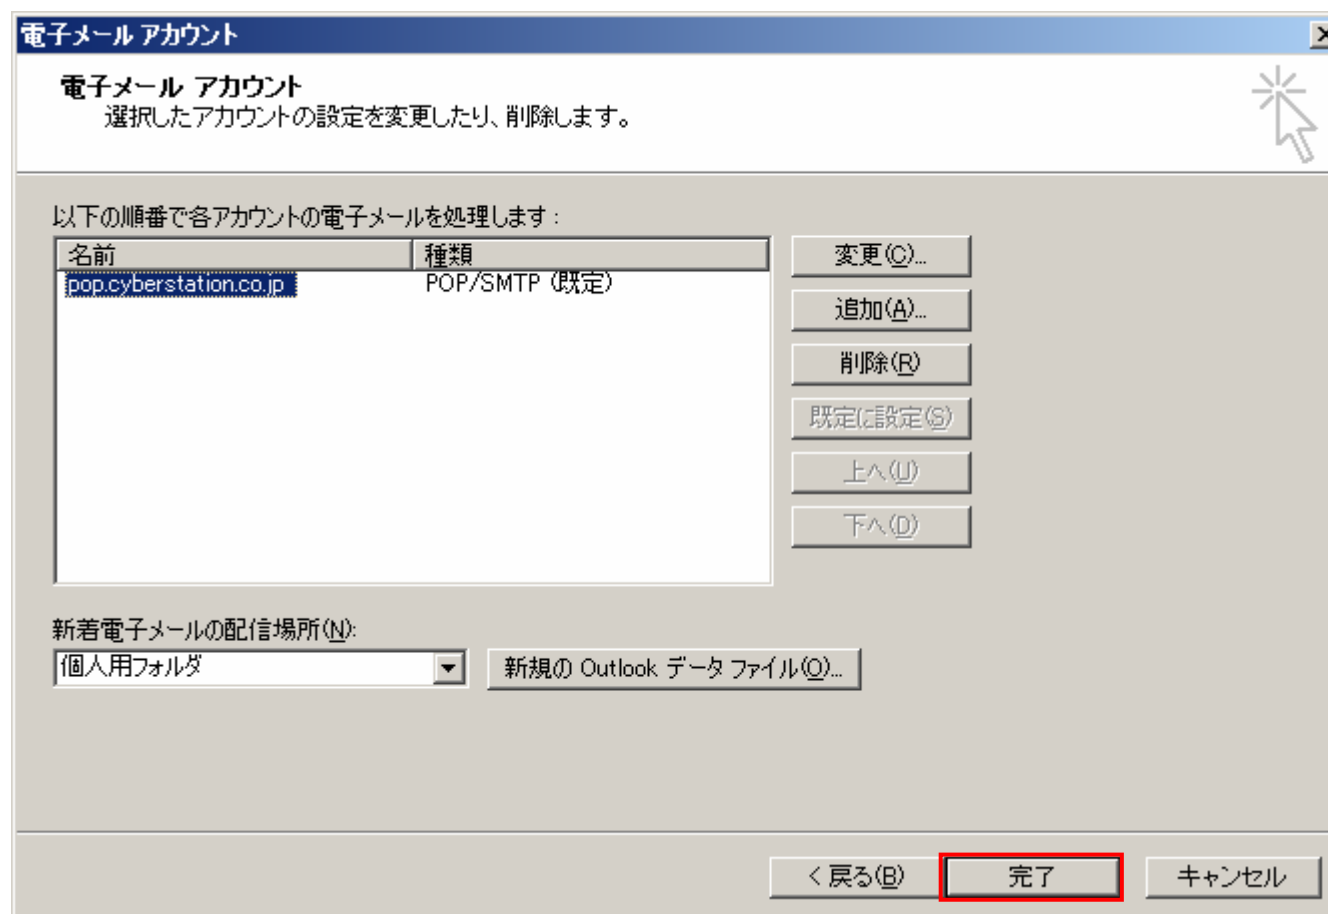 電子メール アカウント
電子メール アカウント
選択したアカウントの設定を変更したり、削除します。
以下の順番で各アカウントの電子メールを処理します:
名前 種類
pop.cyberstation.co.jp POP/SMTP (既定)
変更(C)...
追加(A)...
削除(R)
既定に設定(S)
上へ(U)
下へ(D)
新着電子メールの配信場所(N):
個人用フォルダ 新規の Outlook データ ファイル(O)...
< 戻る(B) 完了 キャンセル